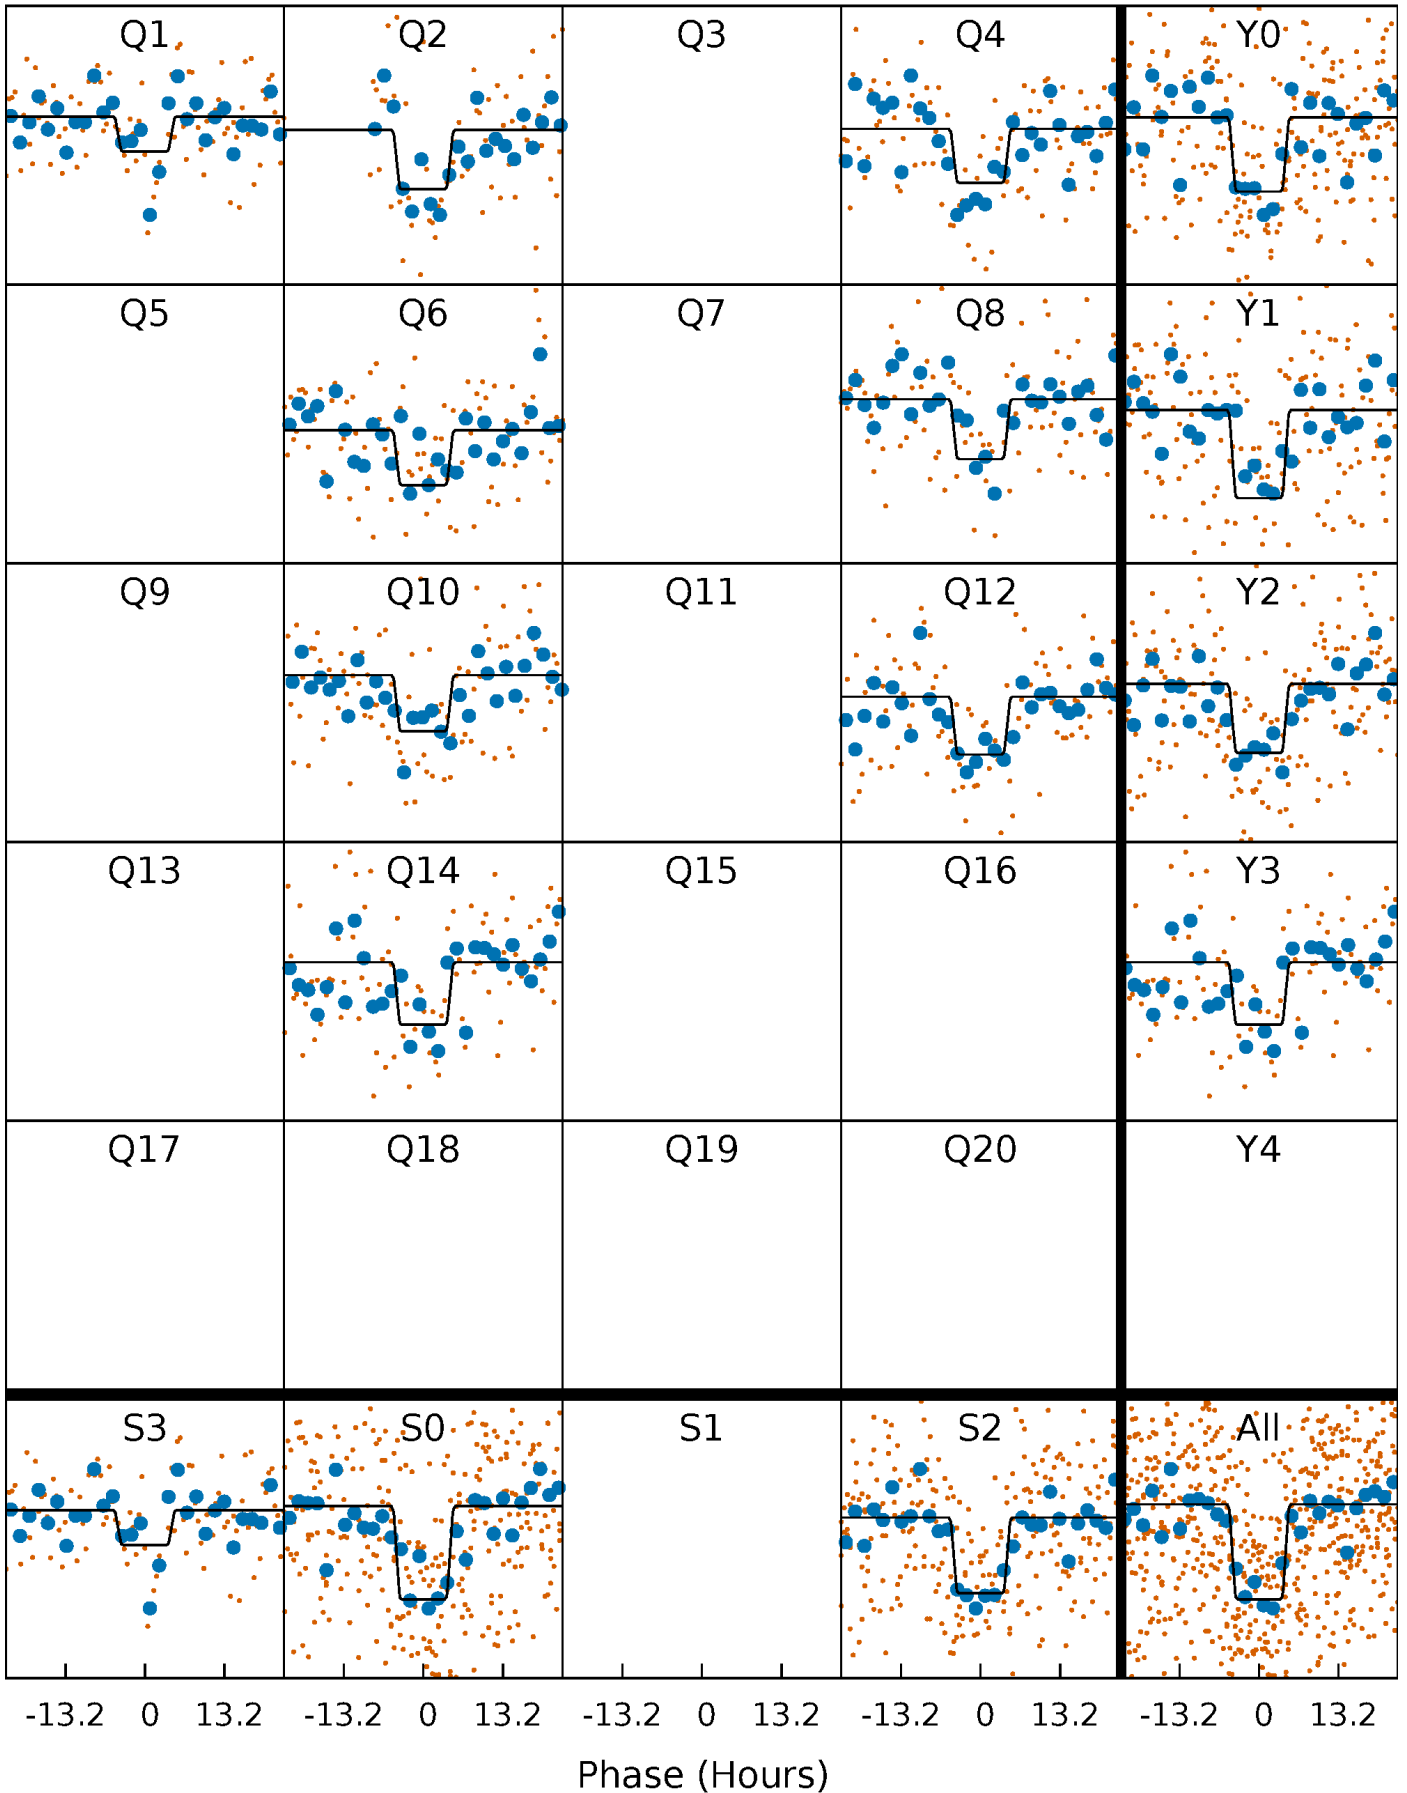 Q1 Q2 Q3 Q4 Y0
Q5 Q6 Q7 Q8 Y1
Q9 Q10 Q11 Q12 Y2
Q13 Q14 Q15 Q16 Y3
Q17 Q18 Q19 Q20 Y4
S3 S0 S1 S2 All
-13.2 0 13.2 -13.2 0 13.2 -13.2 0 13.2 -13.2 0 13.2 -13.2 0 13.2
Phase (Hours)